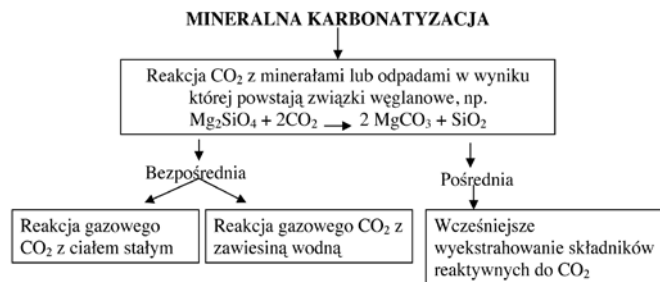 MINERALNA KARBONATYZACJA
Reakcja CO₂ z minerałami lub odpadami w wyniku
której powstają związki węglanowe, np.
Mg₂SiO₄ + 2CO₂ → 2 MgCO₃ + SiO₂
Bezpośrednia
Pośrednia
Reakcja gazowego
CO₂ z ciałem stałym
Reakcja gazowego CO₂ z
zawiesiną wodną
Wcześniejsze
wyekstrahowanie składników
reaktywnych do CO₂